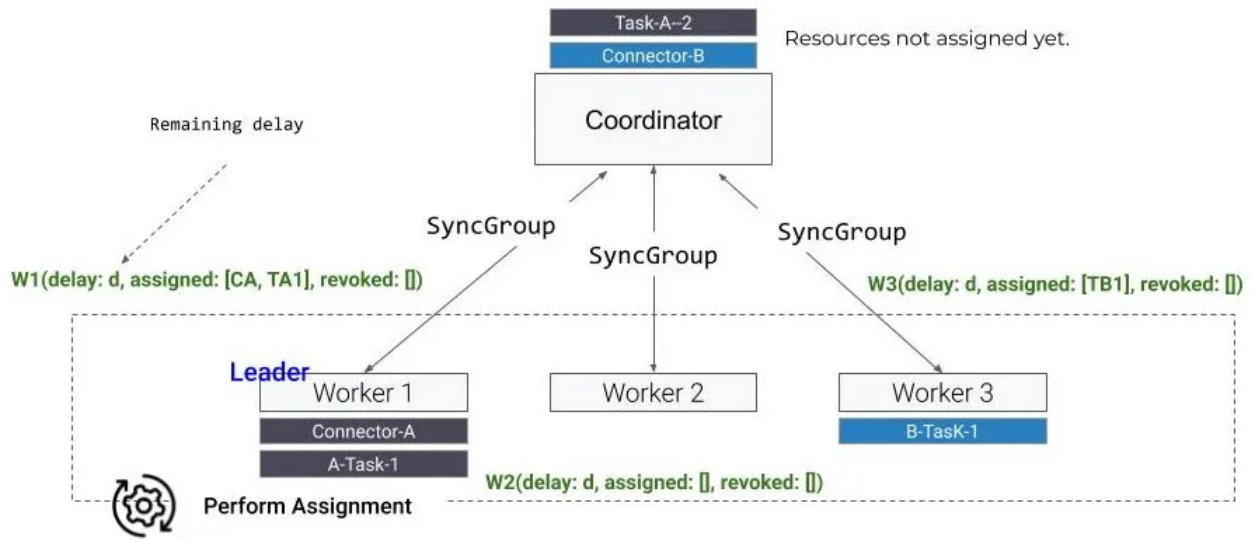 Task-A--2
Resources not assigned yet.
Connector-B
Coordinator
Remaining delay
SyncGroup
SyncGroup
SyncGroup
W1(delay: d, assigned: [CA, TA1], revoked: [])
W3(delay: d, assigned: [TB1], revoked: [])
Leader
Worker 1
Worker 2
Worker 3
Connector-A
B-TasK-1
A-Task-1
W2(delay: d, assigned: [], revoked: [])
Perform Assignment